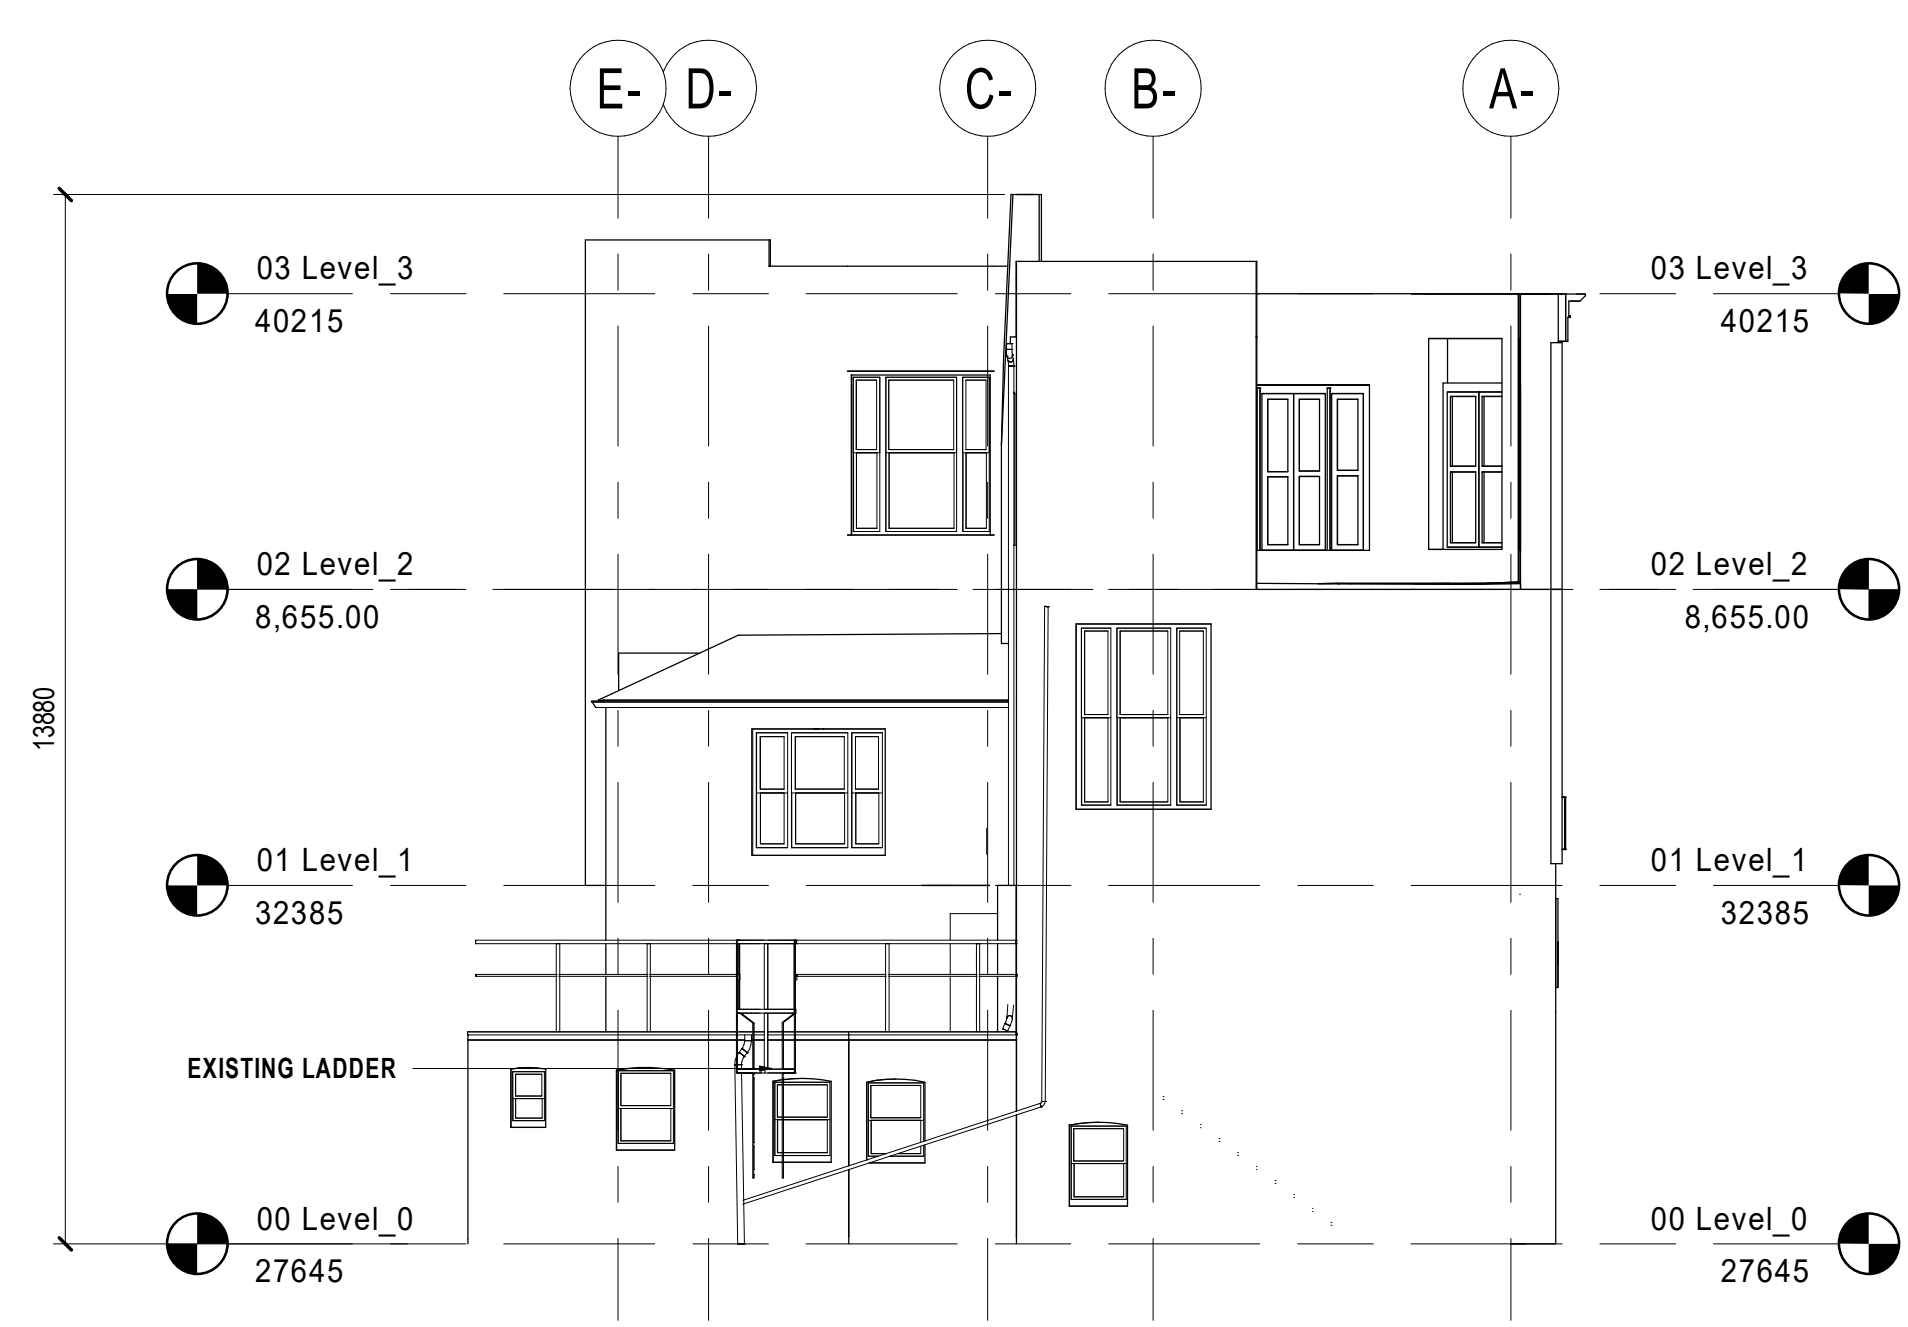 E- D- C- B- A-
03 Level_3 03 Level_3
40215 40215
02 Level_2 02 Level_2
8,655.00 8,655.00
13880
01 Level_1 01 Level_1
32385 32385
EXISTING LADDER
00 Level_0 00 Level_0
27645 27645